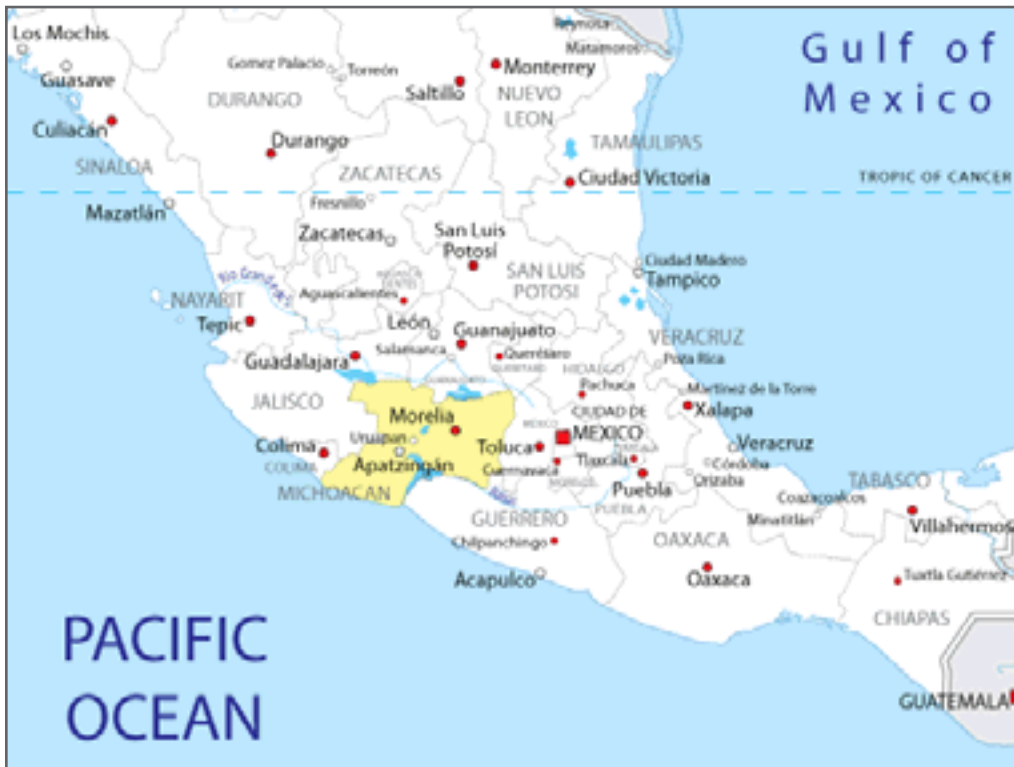 Los Mochis
Guasave
Culiacán
SINALOA
Mazatlán
Gomez Palacio
Torreón
DURANGO
Durango
Saltillo
Monterrey
NUEVO
LEON
Reynosa
Matamoros
Gulf of
Mexico
TAMAULIPAS
Ciudad Victoria
TROPIC OF CANCER
ZACATECAS
Fresnillo
Zacatecas
San Luis
Potosí
SAN LUIS
POTOSI
Ciudad Madero
Tampico
NAYARIT
Tepic
Aguascalientes
León
Guanajuato
Salamanca
Querétaro
HIDALGO
Pachuca
VERACRUZ
Poza Rica
Martinez de la Torre
Xalapa
Veracruz
Guadalajara
JALISCO
Colima
COLIMA
Morelia
Uruapan
Apatzingán
MICHOACAN
CIUDAD DE
MEXICO
Toluca
Cuernavaca
Tlaxcala
Puebla
PUEBLA
Córdoba
Orizaba
GUERRERO
Chilpanchingo
Acapulco
OAXACA
Oaxaca
Coazacoalcos
Minatitlán
TABASCO
Villahermos
Tuxtla Gutiérrez
CHIAPAS
GUATEMALA
PACIFIC
OCEAN